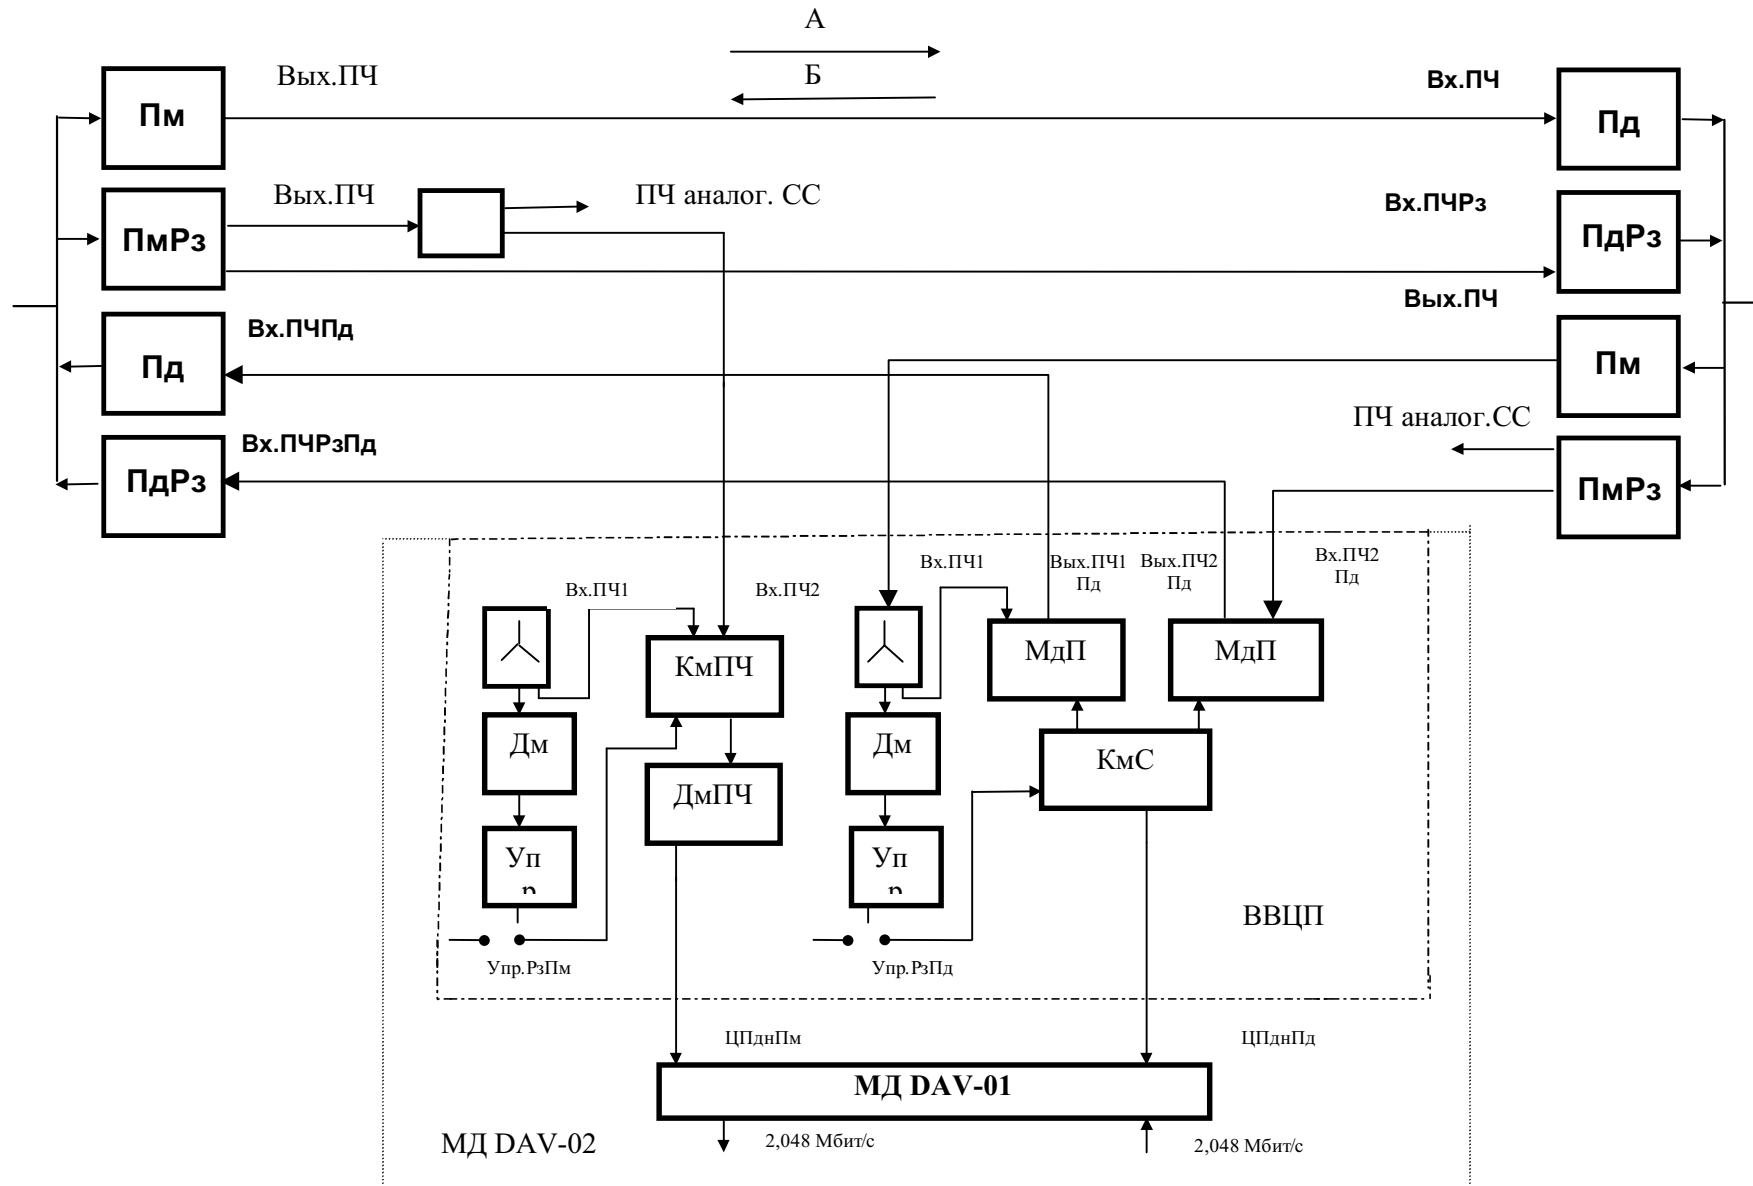 А
Б
Вых.ПЧ
Вх.ПЧ
Пм
Пд
Вых.ПЧ
ПЧ аналог. СС
Вх.ПЧРз
ПмРз
ПдРз
Вых.ПЧ
Вх.ПЧПд
Пд
Пм
ПЧ аналог.СС
Вх.ПЧРзПд
ПдРз
ПмРз
Вх.ПЧ1
Вх.ПЧ2
Вх.ПЧ1
Вых.ПЧ1
Пд
Вых.ПЧ2
Пд
Вх.ПЧ2
Пд
КмПЧ
МдП
МдП
Дм
ДмПЧ
Дм
КмС
Уп
р
Уп
р
ВВЦП
Упр.РзПм
Упр.РзПд
ЦПднПм
ЦПднПд
МД DAV-01
МД DAV-02
2,048 Мбит/с
2,048 Мбит/с